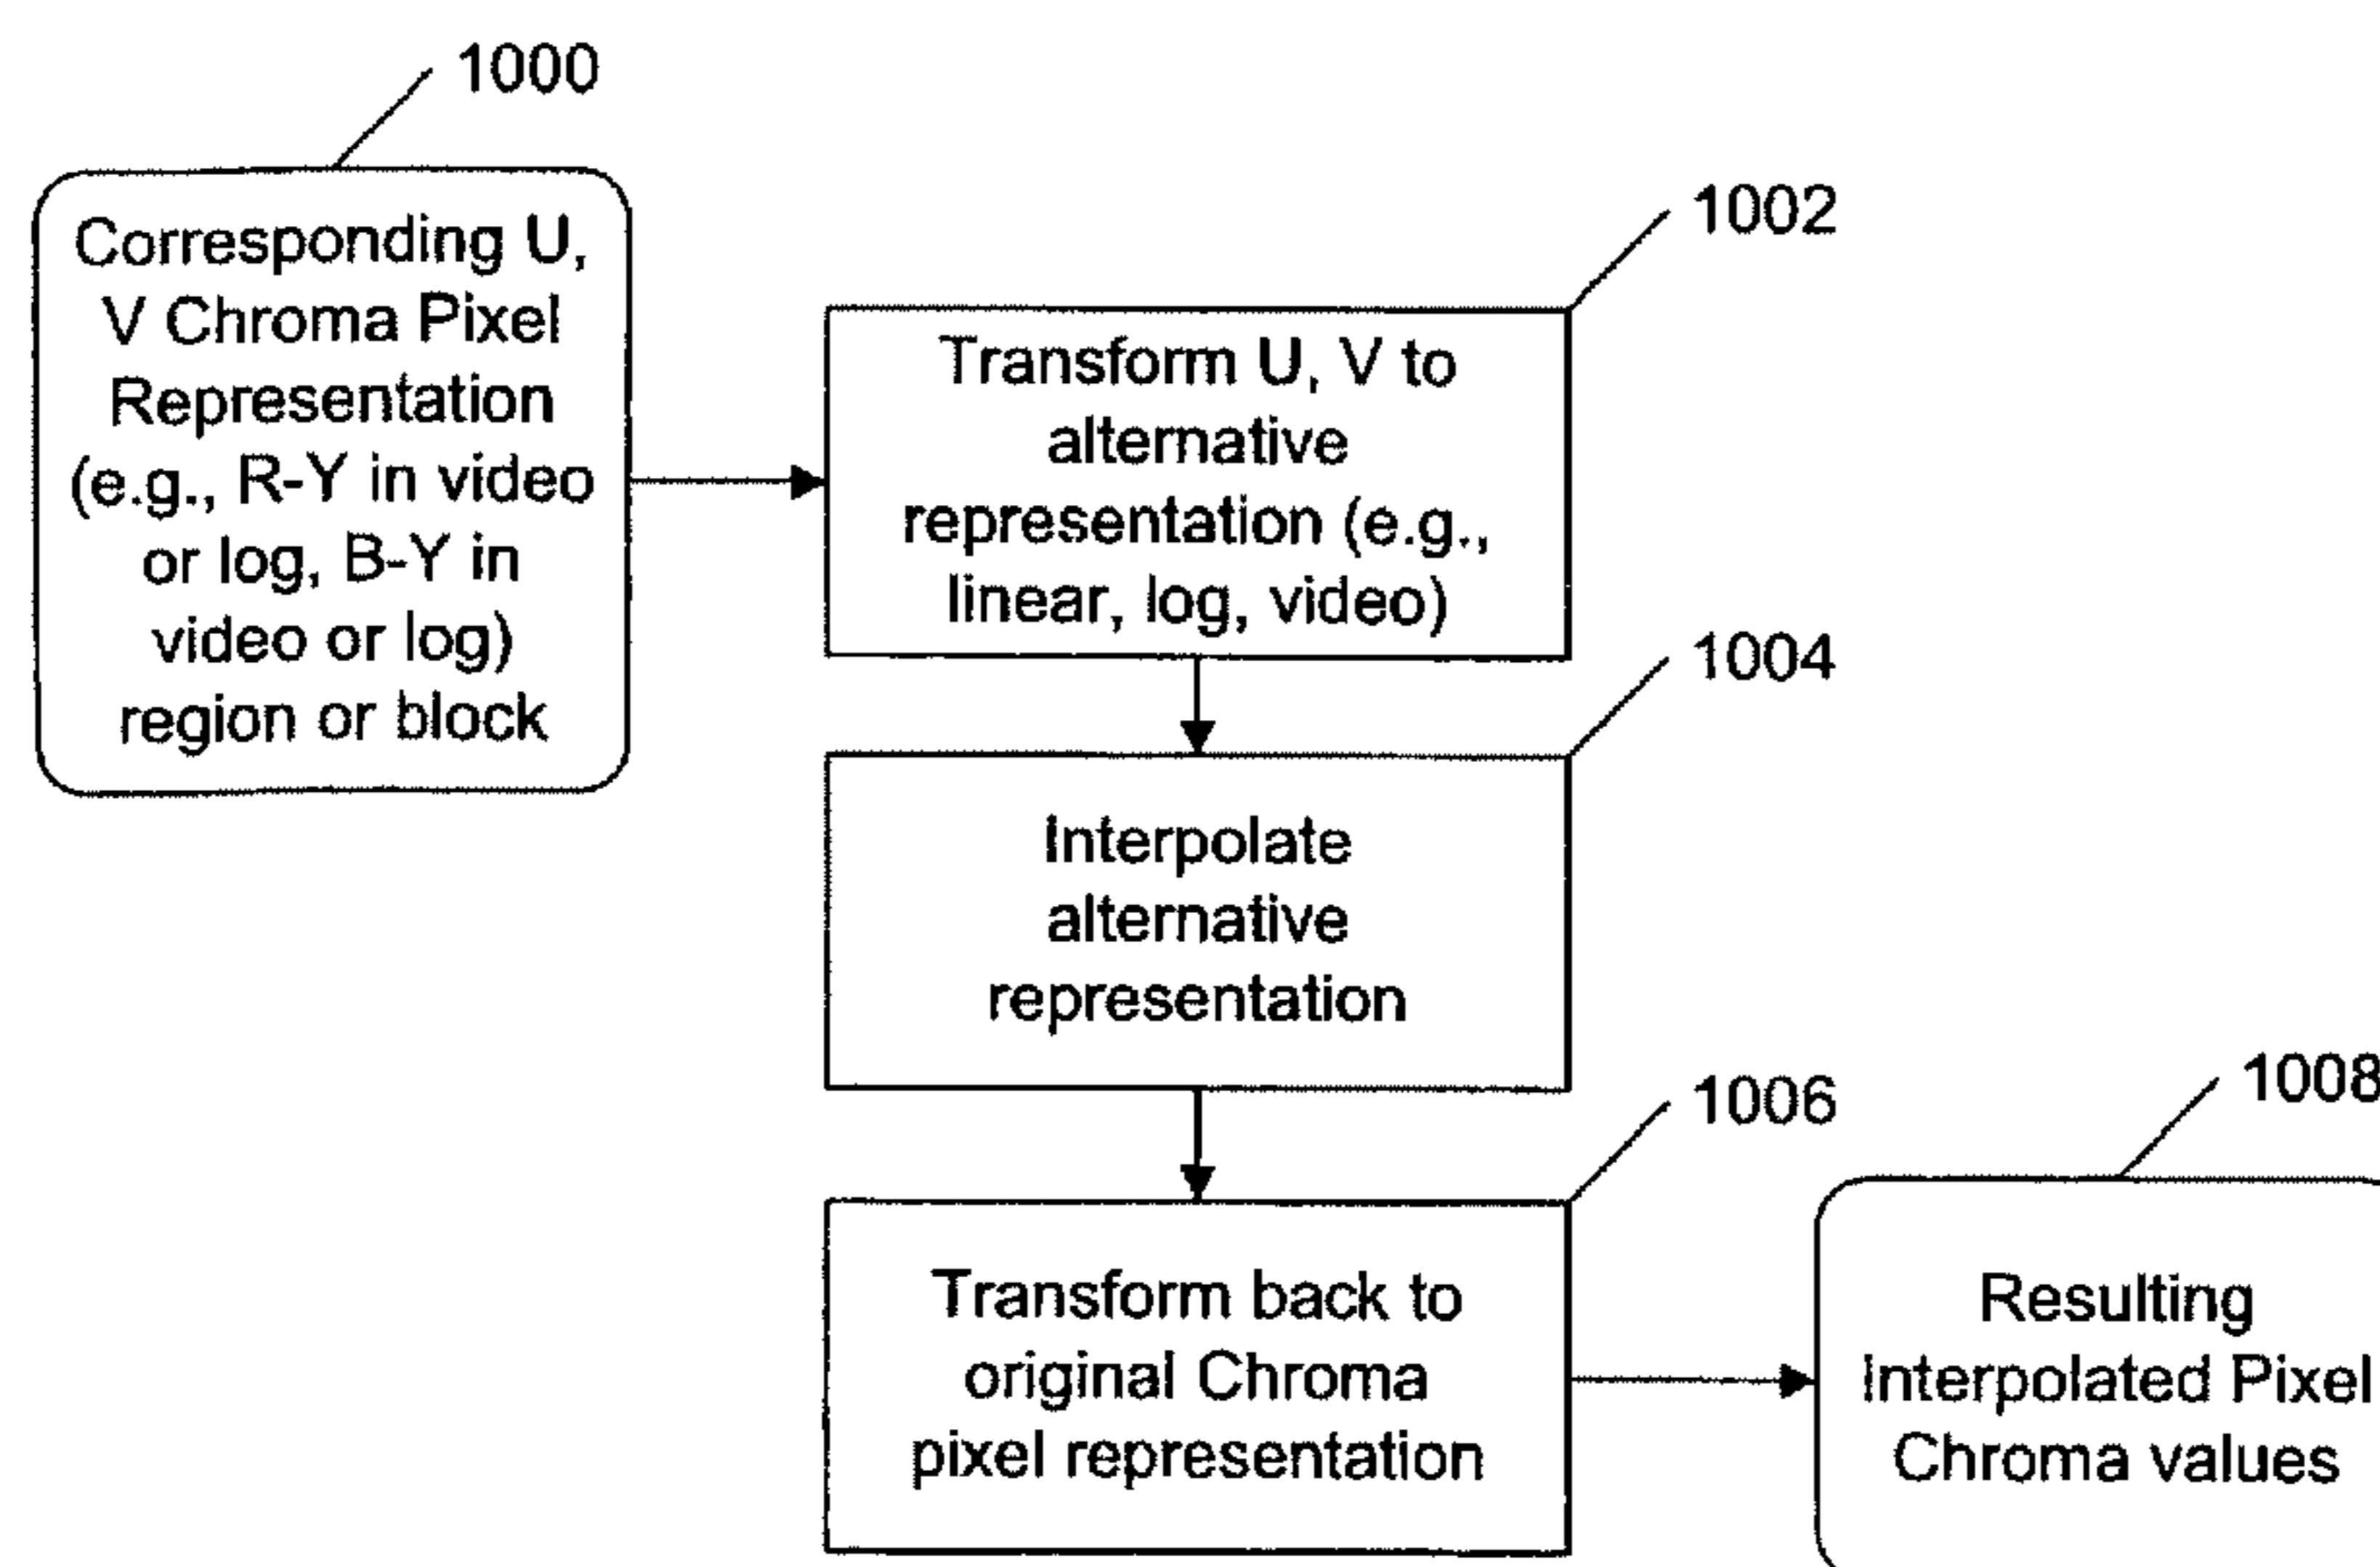 1000
Corresponding U,
V Chroma Pixel
Representation
(e.g., R-Y in video
or log, B-Y in
video or log)
region or block
1002
Transform U, V to
alternative
representation (e.g.,
linear, log, video)
1004
Interpolate
alternative
representation
1006
Transform back to
original Chroma
pixel representation
1008
Resulting
Interpolated Pixel
Chroma values